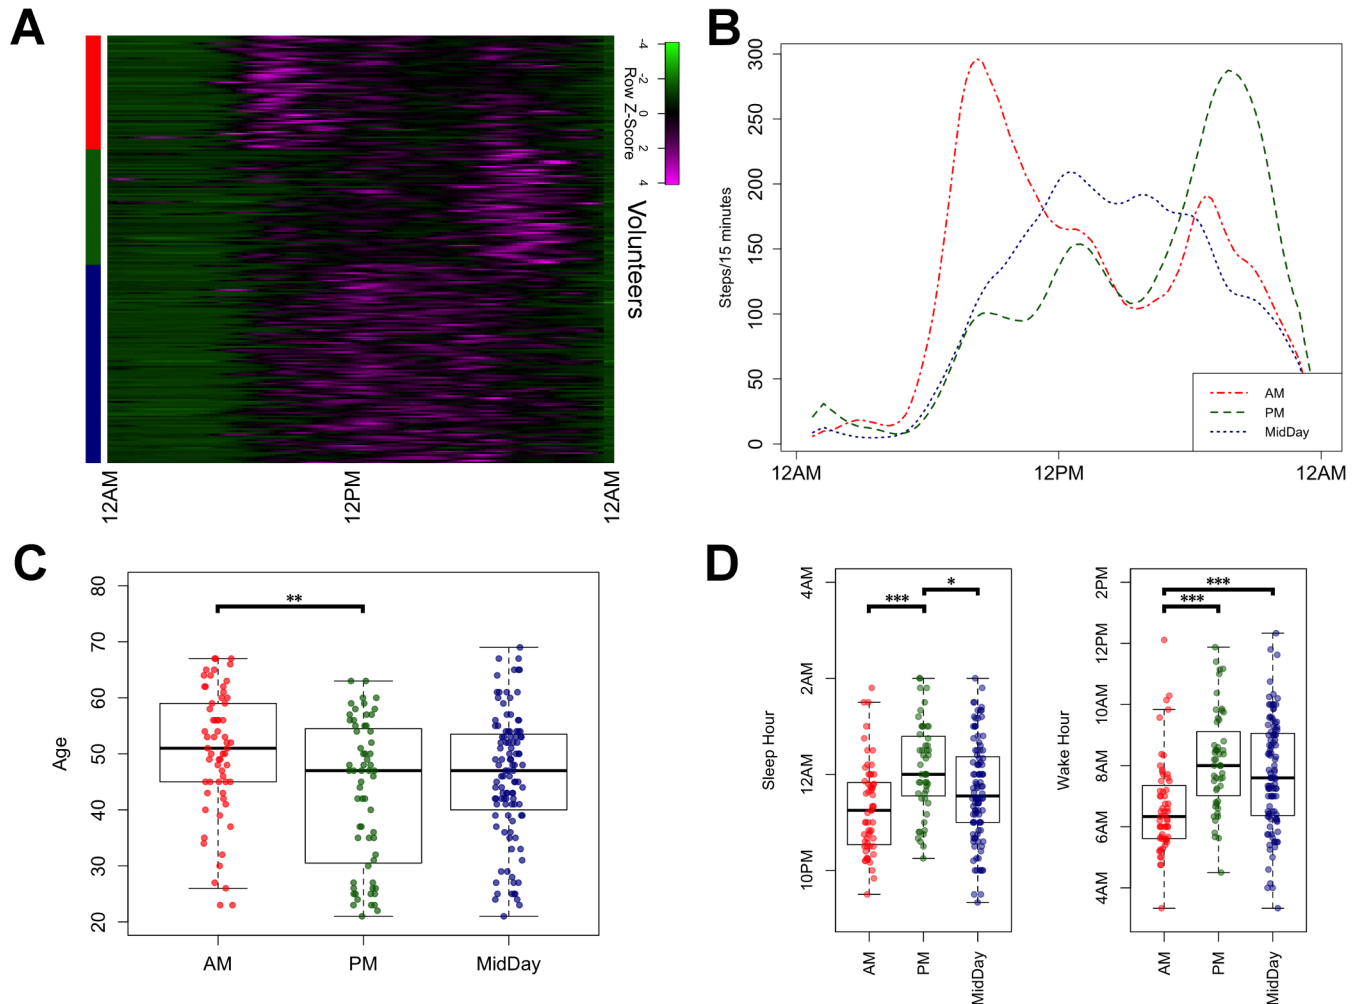 A
-4
-2
0
2
4
Row Z-Score
Volunteers
12AM
12PM
12AM
B
300
250
200
150
100
50
0
Steps/15 minutes
AM
PM
MidDay
12AM
12PM
12AM
C
80
70
60
50
40
30
20
Age
**
AM
PM
MidDay
D
4AM
2AM
12AM
10PM
Sleep Hour
***
*
AM
PM
MidDay
2PM
12PM
10AM
8AM
6AM
4AM
Wake Hour
***
***
AM
PM
MidDay